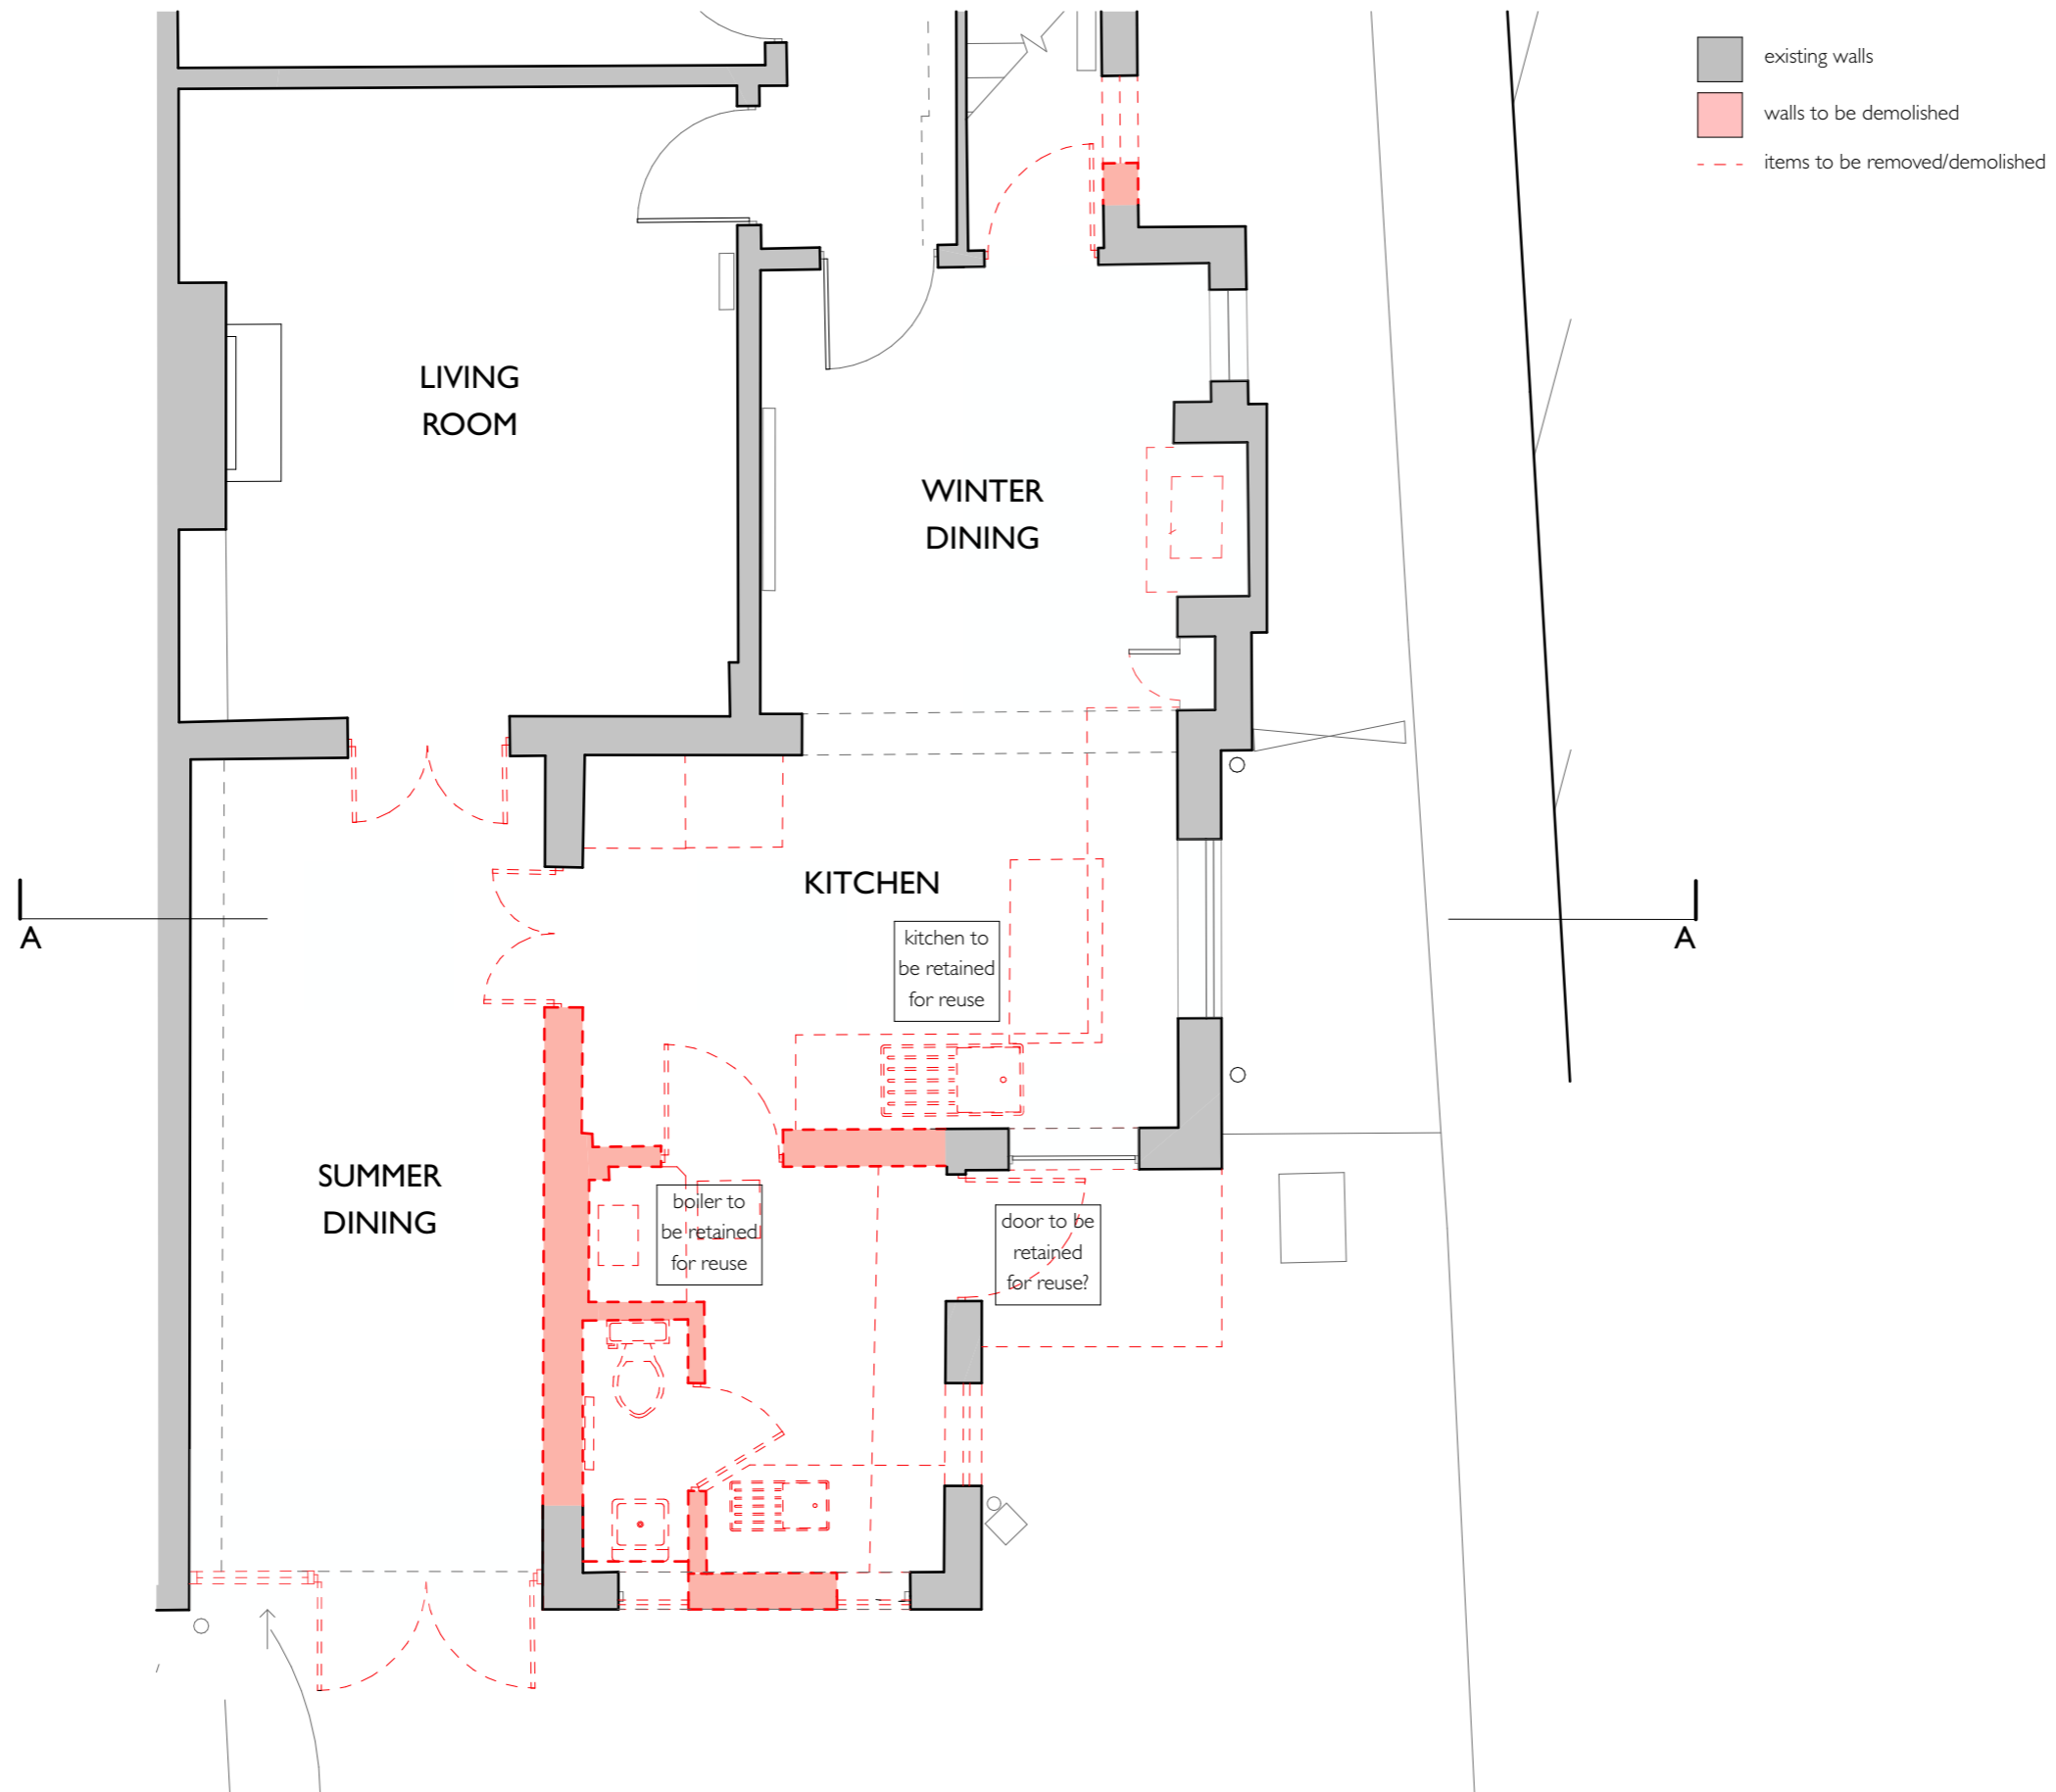 existing walls
walls to be demolished
items to be removed/demolished
LIVING
ROOM
WINTER
DINING
KITCHEN
A
A
kitchen to
be retained
for reuse
SUMMER
DINING
boiler to
be retained
for reuse
door to be
retained
for reuse?